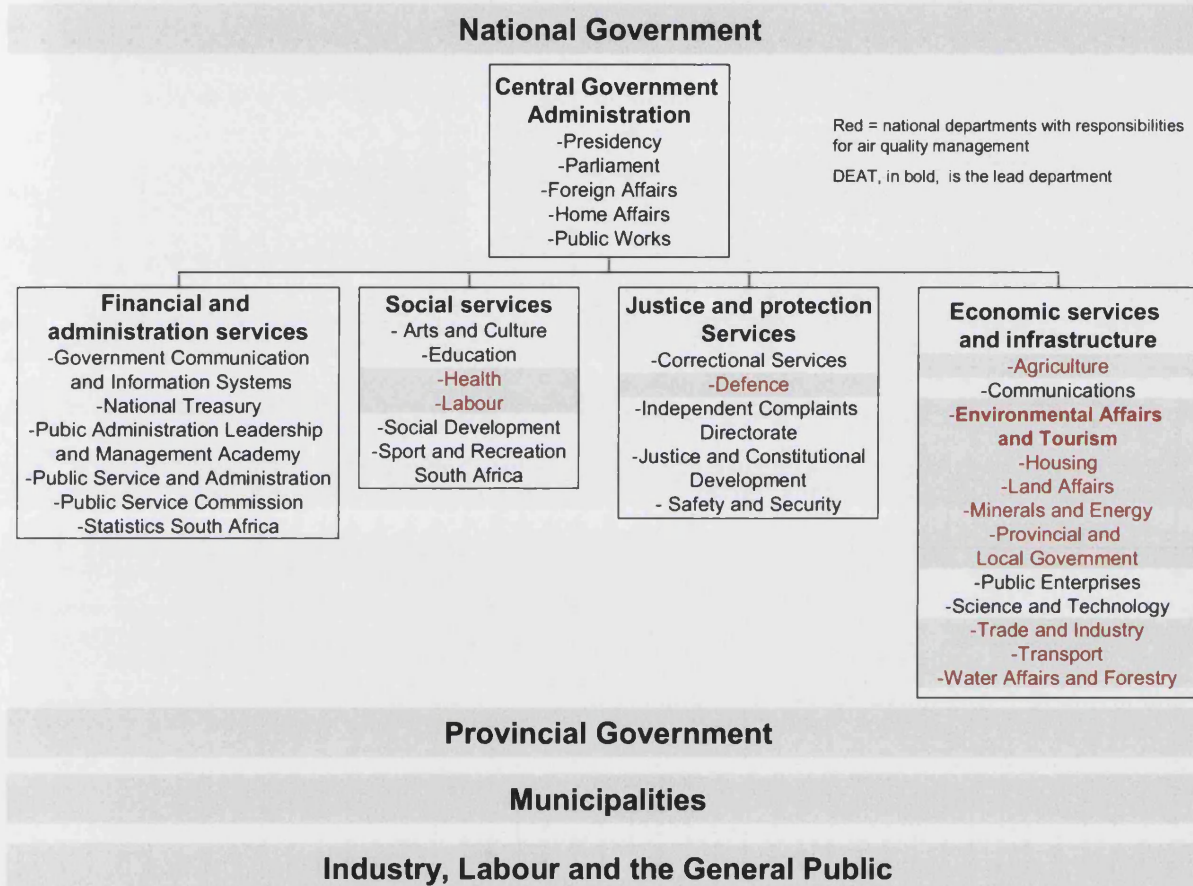 National Government
Central Government
Administration
-Presidency
-Parliament
-Foreign Affairs
-Home Affairs
-Public Works
Red = national departments with responsibilities
for air quality management
DEAT, in bold, is the lead department
Financial and
administration services
-Government Communication
and Information Systems
-National Treasury
-Pubic Administration Leadership
and Management Academy
-Public Service and Administration
-Public Service Commission
-Statistics South Africa
Social services
- Arts and Culture
-Education
-Health
-Labour
-Social Development
-Sport and Recreation
South Africa
Justice and protection
Services
-Correctional Services
-Defence
-Independent Complaints
Directorate
-Justice and Constitutional
Development
- Safety and Security
Economic services
and infrastructure
-Agriculture
-Communications
-Environmental Affairs
and Tourism
-Housing
-Land Affairs
-Minerals and Energy
-Provincial and
Local Government
-Public Enterprises
-Science and Technology
-Trade and Industry
-Transport
-Water Affairs and Forestry
Provincial Government
Municipalities
Industry, Labour and the General Public